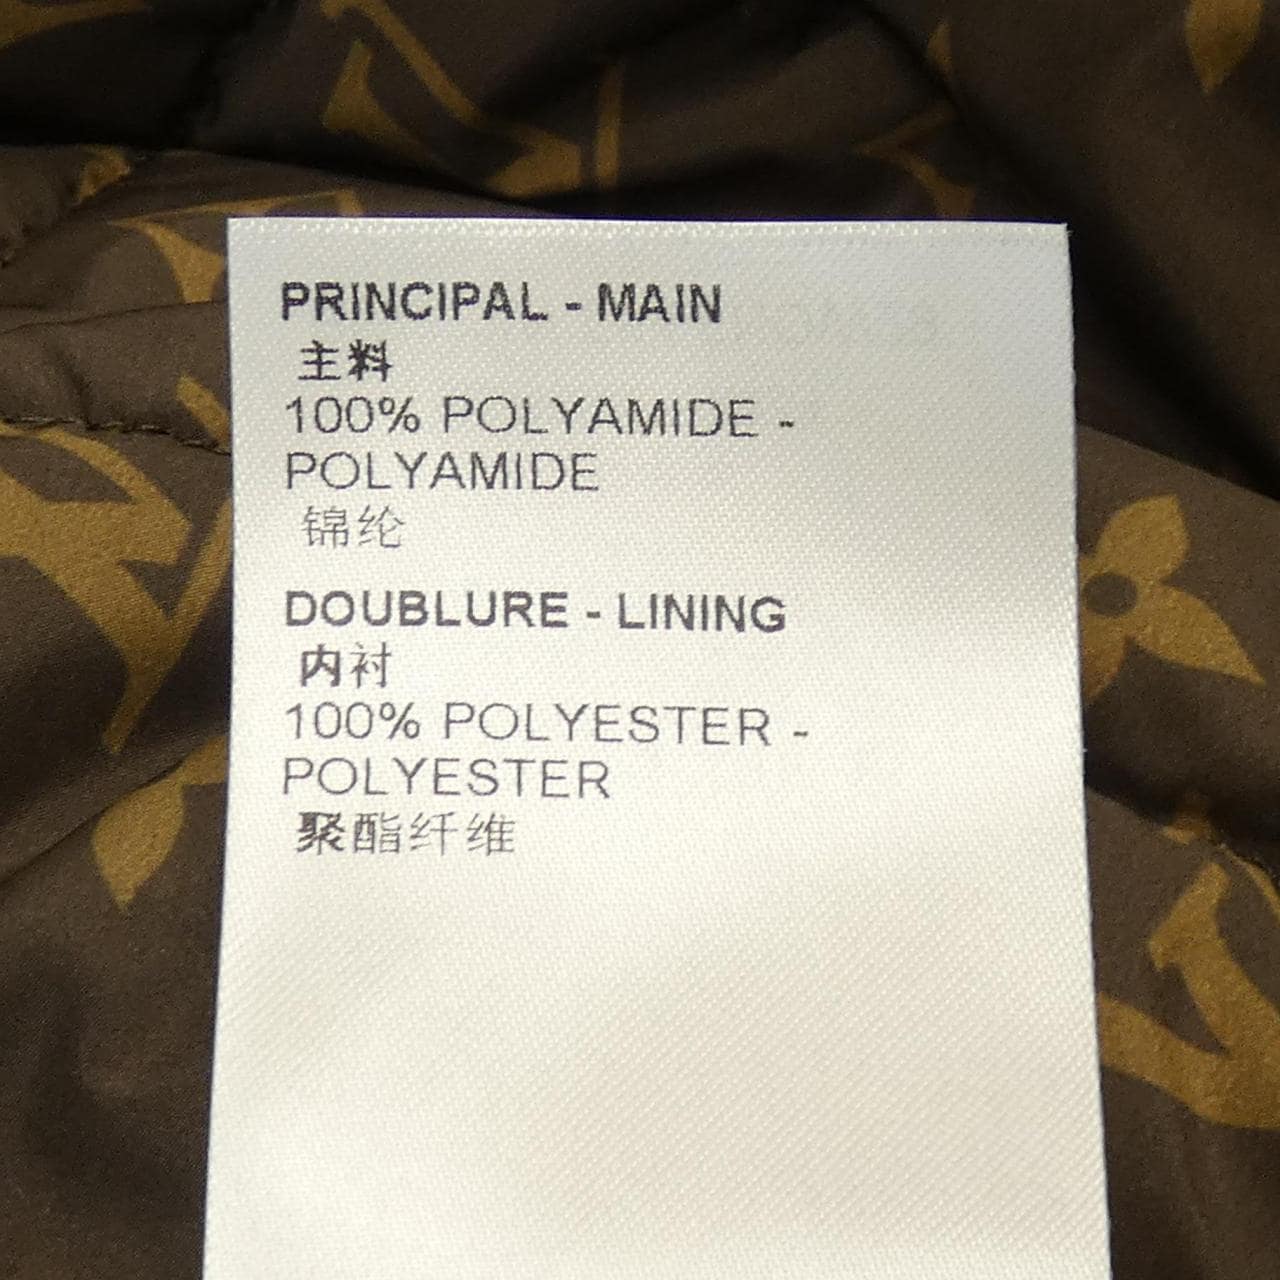 PRINCIPAL - MAIN
主料
100% POLYAMIDE -
POLYAMIDE
锦纶
DOUBLURE - LINING
内衬
100% POLYESTER -
POLYESTER
聚酯纤维